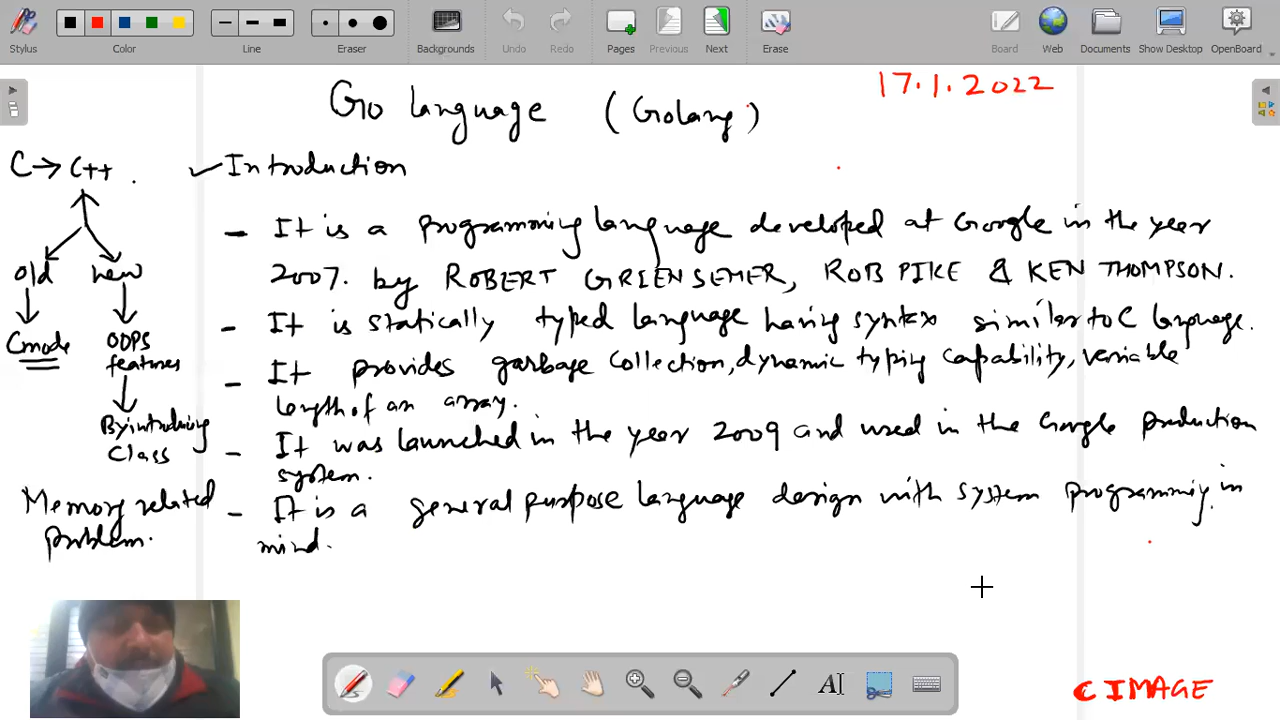 Stylus
Color
Line
Eraser
Backgrounds
Undo
Redo
Pages
Previous
Next
Erase
Board
Web
Documents
Show Desktop
OpenBoard
17.1.2022
Go language (Golang)
C → C++
✓ Introduction
- It is a programming language developed at Google in the year
old new
2007. by ROBERT GRIENSEMER, ROB PIKE & KEN THOMPSON.
- It is statically typed language having syntax similar to C language.
C mode
OOPS
features
- It provides garbage collection, dynamic typing capability, variable
length of an array.
By introducing
Class
- It was launched in the year 2009 and used in the Google production
system.
Memory related
problem.
- It is a general purpose language design with system programming in
mind.
C IMAGE